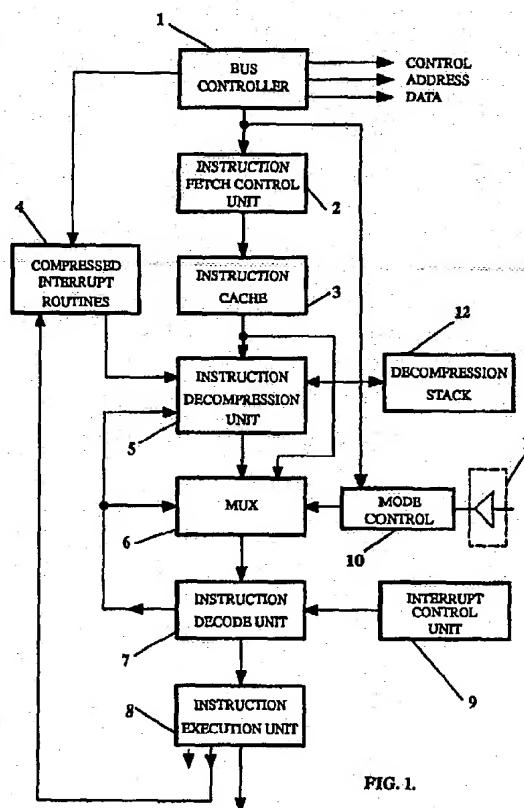 1
BUS
CONTROLLER
CONTROL
ADDRESS
DATA
INSTRUCTION
FETCH CONTROL
UNIT
2
4
COMPRESSED
INTERRUPT
ROUTINES
INSTRUCTION
CACHE
3
12
INSTRUCTION
DECOMPRESSION
UNIT
5
DECOMPRESSION
STACK
MUX
6
MODE
CONTROL
10
INSTRUCTION
DECODE UNIT
7
INTERRUPT
CONTROL
UNIT
9
8
INSTRUCTION
EXECUTION UNIT
FIG. 1.